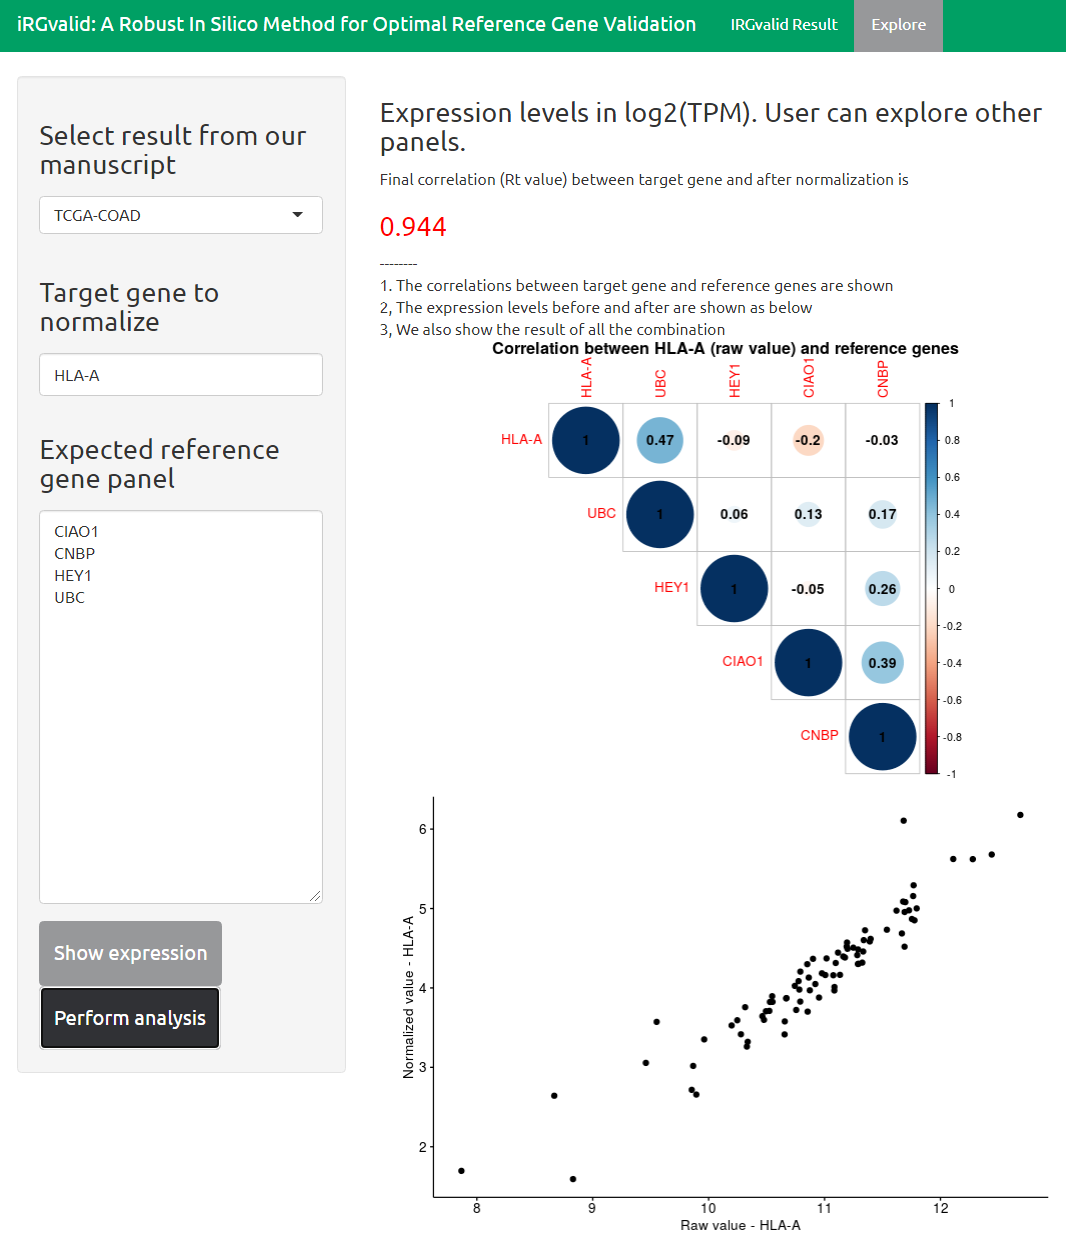 iRGvalid: A Robust In Silico Method for Optimal Reference Gene Validation
IRGvalid Result
Explore
Select result from our
manuscript
TCGA-COAD
Target gene to
normalize
HLA-A
Expected reference
gene panel
CIAO1
CNBP
HEY1
UBC
Show expression
Perform analysis
Expression levels in log2(TPM). User can explore other
panels.
Final correlation (Rt value) between target gene and after normalization is
0.944
--------
1. The correlations between target gene and reference genes are shown
2, The expression levels before and after are shown as below
3, We also show the result of all the combination
Correlation between HLA-A (raw value) and reference genes
HLA-A UBC HEY1 CIAO1 CNBP
HLA-A 1 0.47 -0.09 -0.2 -0.03
UBC 1 0.06 0.13 0.17
HEY1 1 -0.05 0.26
CIAO1 1 0.39
CNBP 1
1
0.8
0.6
0.4
0.2
0
-0.2
-0.4
-0.6
-0.8
-1
Normalized value - HLA-A
6
5
4
3
2
8 9 10 11 12
Raw value - HLA-A